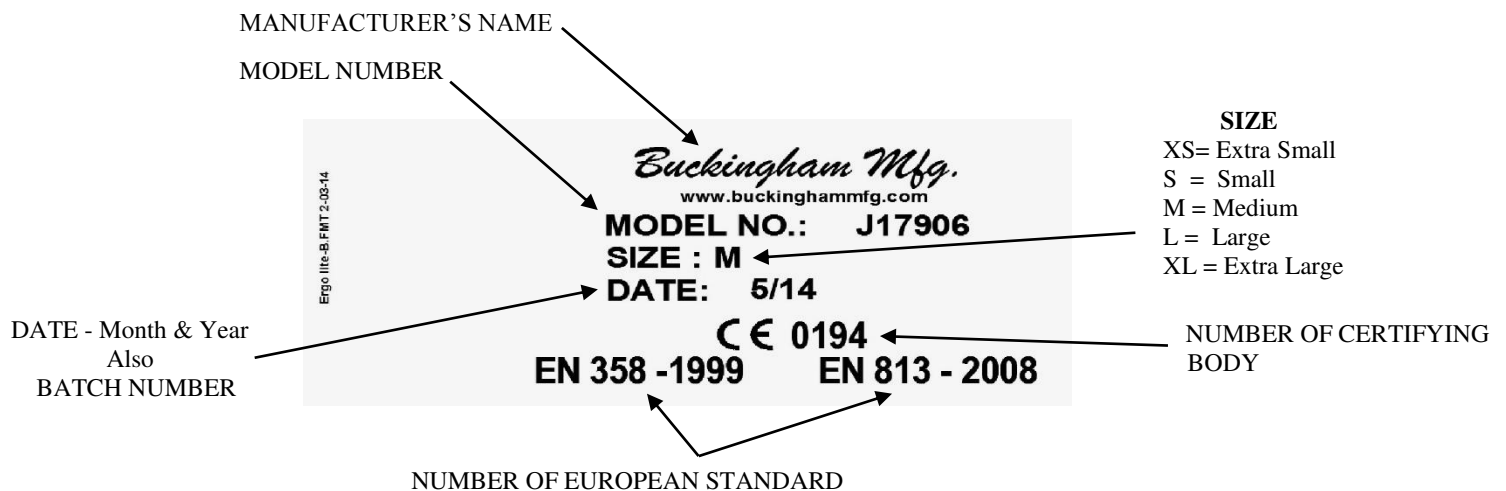 MANUFACTURER'S NAME
MODEL NUMBER
Buckingham Mfg.
www.buckinghammfg.com
MODEL NO.: J17906
SIZE : M
DATE: 5/14
CE 0194
EN 358 -1999 EN 813 - 2008
Ergo lite-B.FMT 2-03-14
SIZE
XS= Extra Small
S = Small
M = Medium
L = Large
XL = Extra Large
DATE - Month & Year
Also
BATCH NUMBER
NUMBER OF CERTIFYING
BODY
NUMBER OF EUROPEAN STANDARD